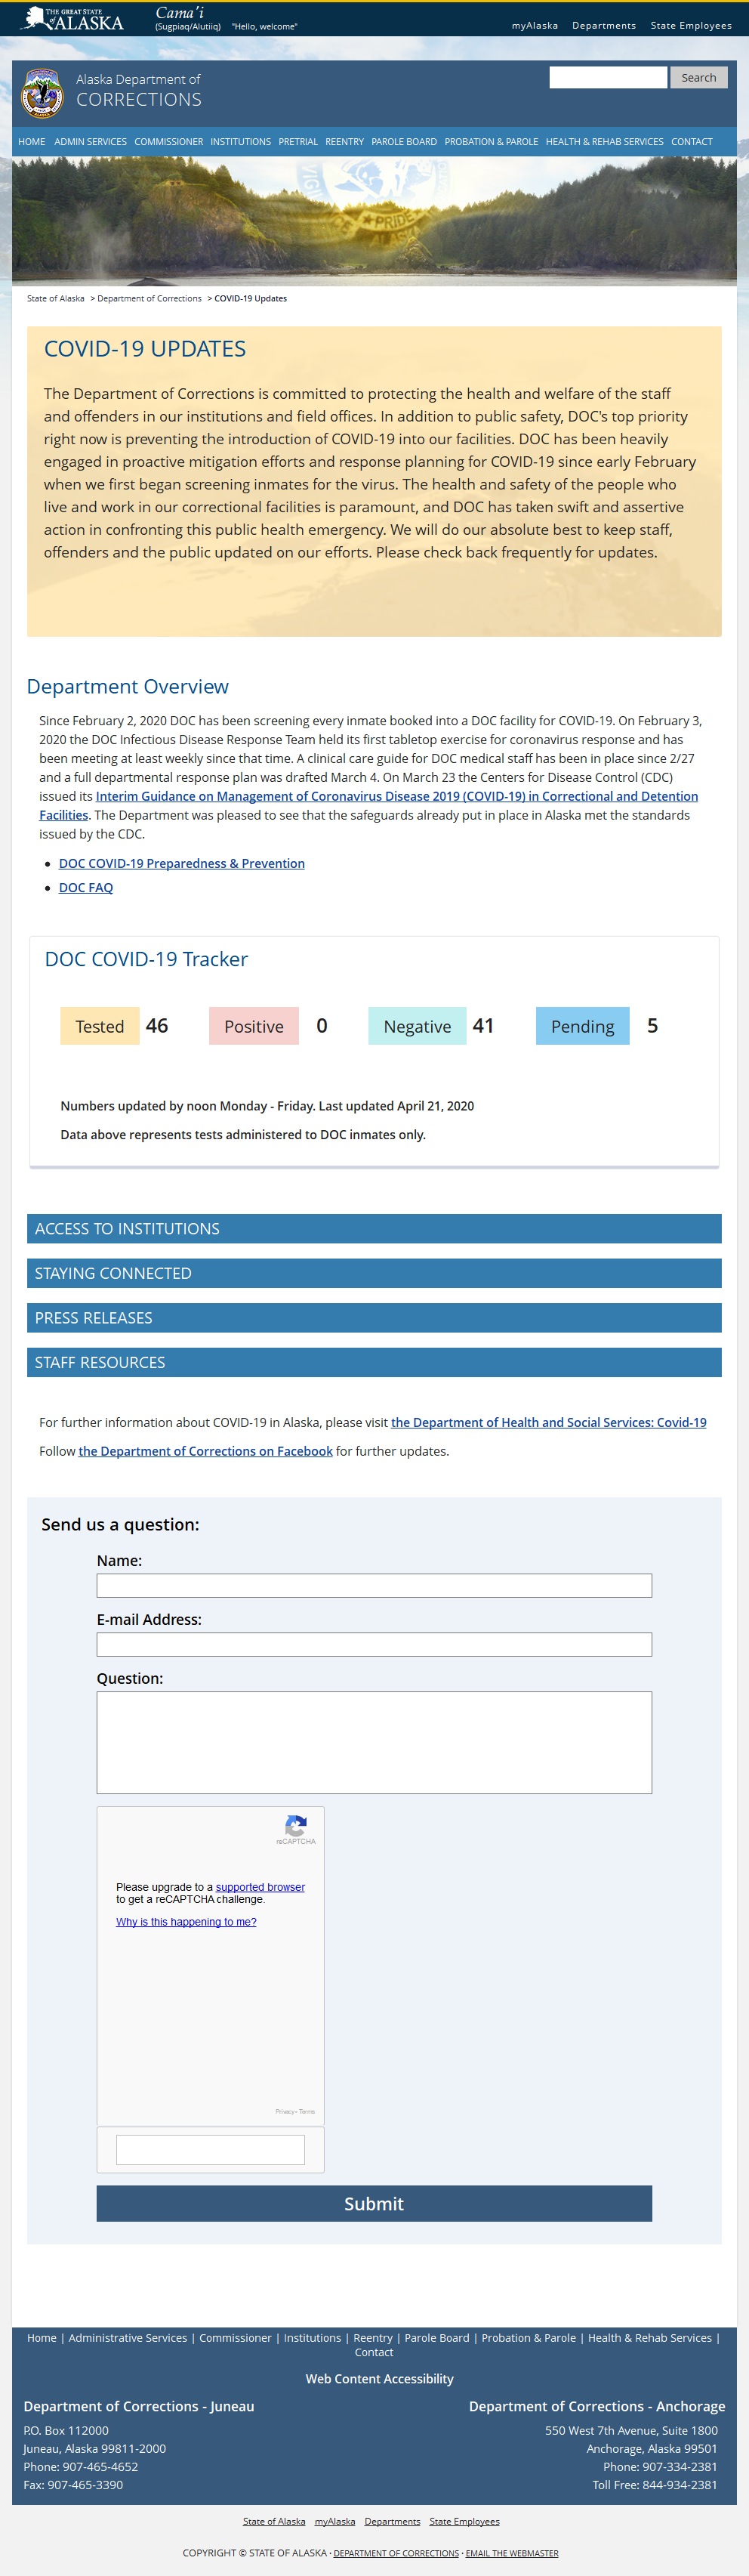 THE GREAT STATE
of ALASKA
Cama'i
(Sugpiaq/Alutiiq) "Hello, welcome"
myAlaska Departments State Employees
Alaska Department of
CORRECTIONS
Search
HOME ADMIN SERVICES COMMISSIONER INSTITUTIONS PRETRIAL REENTRY PAROLE BOARD PROBATION & PAROLE HEALTH & REHAB SERVICES CONTACT
PRIDE
State of Alaska > Department of Corrections > COVID-19 Updates
COVID-19 UPDATES
The Department of Corrections is committed to protecting the health and welfare of the staff
and offenders in our institutions and field offices. In addition to public safety, DOC's top priority
right now is preventing the introduction of COVID-19 into our facilities. DOC has been heavily
engaged in proactive mitigation efforts and response planning for COVID-19 since early February
when we first began screening inmates for the virus. The health and safety of the people who
live and work in our correctional facilities is paramount, and DOC has taken swift and assertive
action in confronting this public health emergency. We will do our absolute best to keep staff,
offenders and the public updated on our efforts. Please check back frequently for updates.
Department Overview
Since February 2, 2020 DOC has been screening every inmate booked into a DOC facility for COVID-19. On February 3,
2020 the DOC Infectious Disease Response Team held its first tabletop exercise for coronavirus response and has
been meeting at least weekly since that time. A clinical care guide for DOC medical staff has been in place since 2/27
and a full departmental response plan was drafted March 4. On March 23 the Centers for Disease Control (CDC)
issued its Interim Guidance on Management of Coronavirus Disease 2019 (COVID-19) in Correctional and Detention
Facilities. The Department was pleased to see that the safeguards already put in place in Alaska met the standards
issued by the CDC.
• DOC COVID-19 Preparedness & Prevention
• DOC FAQ
DOC COVID-19 Tracker
Tested 46 Positive 0 Negative 41 Pending 5
Numbers updated by noon Monday - Friday. Last updated April 21, 2020
Data above represents tests administered to DOC inmates only.
ACCESS TO INSTITUTIONS
STAYING CONNECTED
PRESS RELEASES
STAFF RESOURCES
For further information about COVID-19 in Alaska, please visit the Department of Health and Social Services: Covid-19
Follow the Department of Corrections on Facebook for further updates.
Send us a question:
Name:
E-mail Address:
Question:
reCAPTCHA
Please upgrade to a supported browser
to get a reCAPTCHA challenge.
Why is this happening to me?
Privacy - Terms
Submit
Home | Administrative Services | Commissioner | Institutions | Reentry | Parole Board | Probation & Parole | Health & Rehab Services |
Contact
Web Content Accessibility
Department of Corrections - Juneau
P.O. Box 112000
Juneau, Alaska 99811-2000
Phone: 907-465-4652
Fax: 907-465-3390
Department of Corrections - Anchorage
550 West 7th Avenue, Suite 1800
Anchorage, Alaska 99501
Phone: 907-334-2381
Toll Free: 844-934-2381
State of Alaska myAlaska Departments State Employees
COPYRIGHT © STATE OF ALASKA · DEPARTMENT OF CORRECTIONS · EMAIL THE WEBMASTER